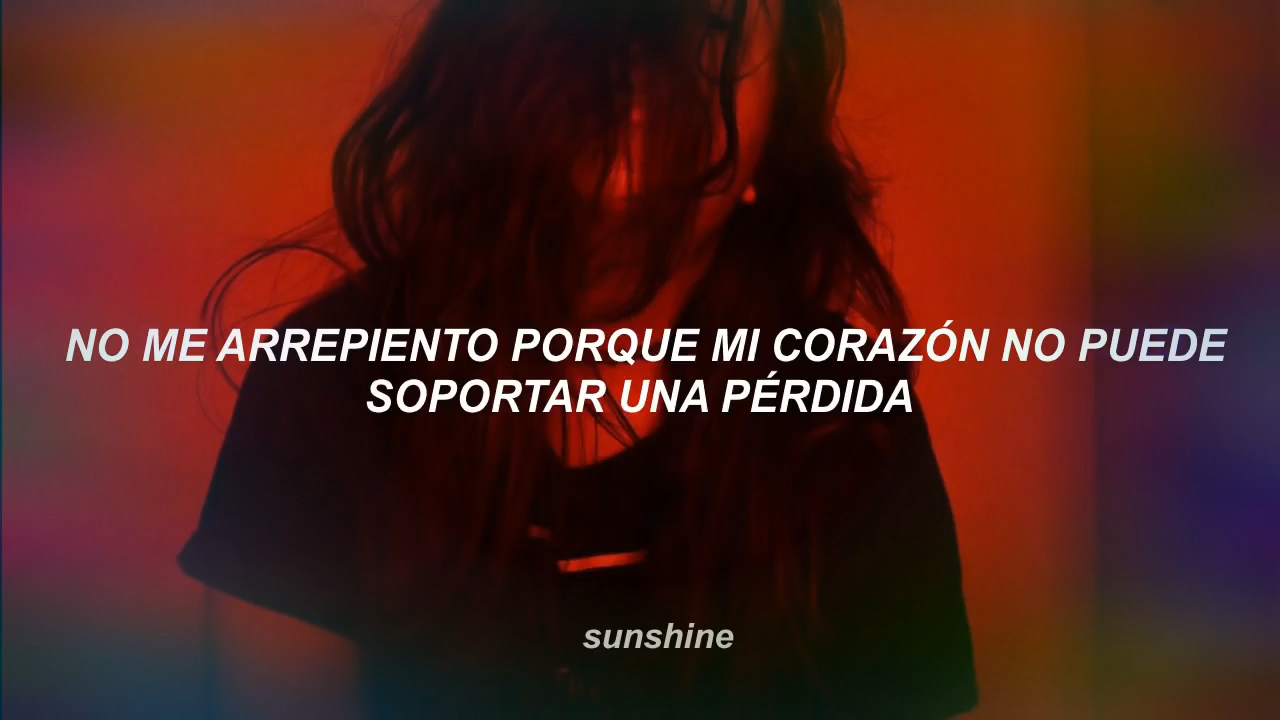 NO ME ARREPIENTO PORQUE MI CORAZÓN NO PUEDE
SOPORTAR UNA PÉRDIDA
sunshine